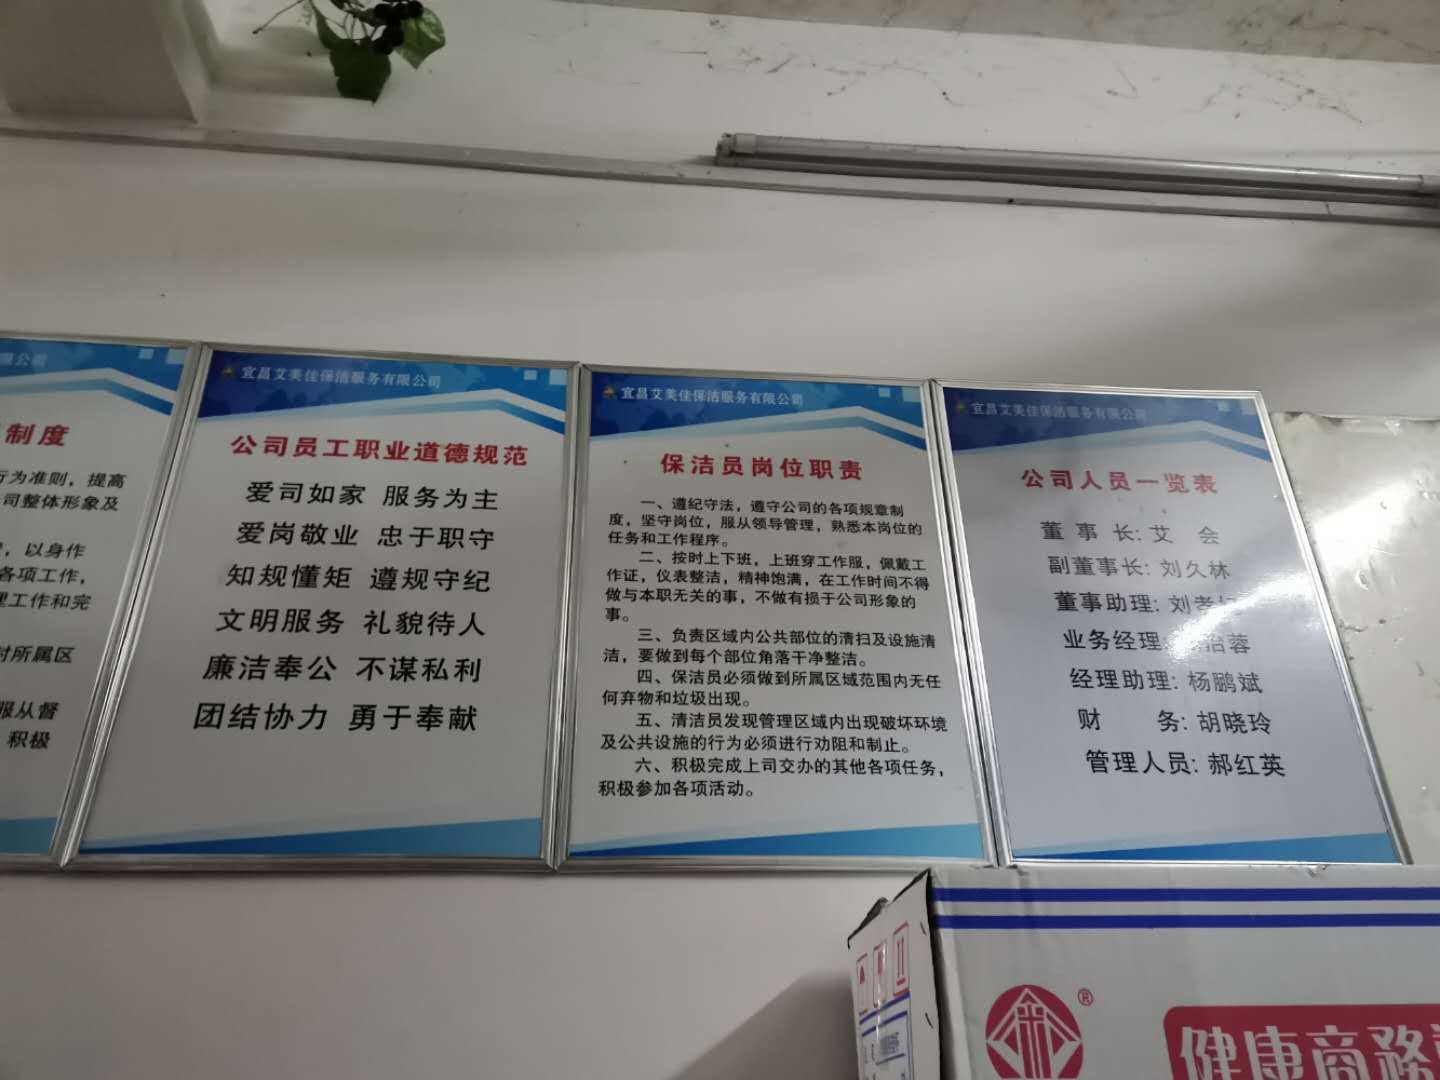 限公司
制度
行为准则，提高
司整体形象及
，以身作
各项工作，
理工作和完
对所属区
服从督
积极
宜昌艾美佳保洁服务有限公司
公司员工职业道德规范
爱司如家 服务为主
爱岗敬业 忠于职守
知规懂矩 遵规守纪
文明服务 礼貌待人
廉洁奉公 不谋私利
团结协力 勇于奉献
宜昌艾美佳保洁服务有限公司
保洁员岗位职责
一、遵纪守法，遵守公司的各项规章制
度，坚守岗位，服从领导管理，熟悉本岗位的
任务和工作程序。
二、按时上下班，上班穿工作服，佩戴工
作证，仪表整洁，精神饱满，在工作时间不得
做与本职无关的事，不做有损于公司形象的
事。
三、负责区域内公共部位的清扫及设施清
洁，要做到每个部位角落干净整洁。
四、保洁员必须做到所属区域范围内无任
何弃物和垃圾出现。
五、清洁员发现管理区域内出现破坏环境
及公共设施的行为必须进行劝阻和制止。
六、积极完成上司交办的其他各项任务，
积极参加各项活动。
宜昌艾美佳保洁服务有限公司
公司人员一览表
董 事 长: 艾 会
副董事长: 刘久林
董事助理: 刘孝
业务经理: 治蓉
经理助理: 杨鹏斌
财 务: 胡晓玲
管理人员: 郝红英
®
健康商務